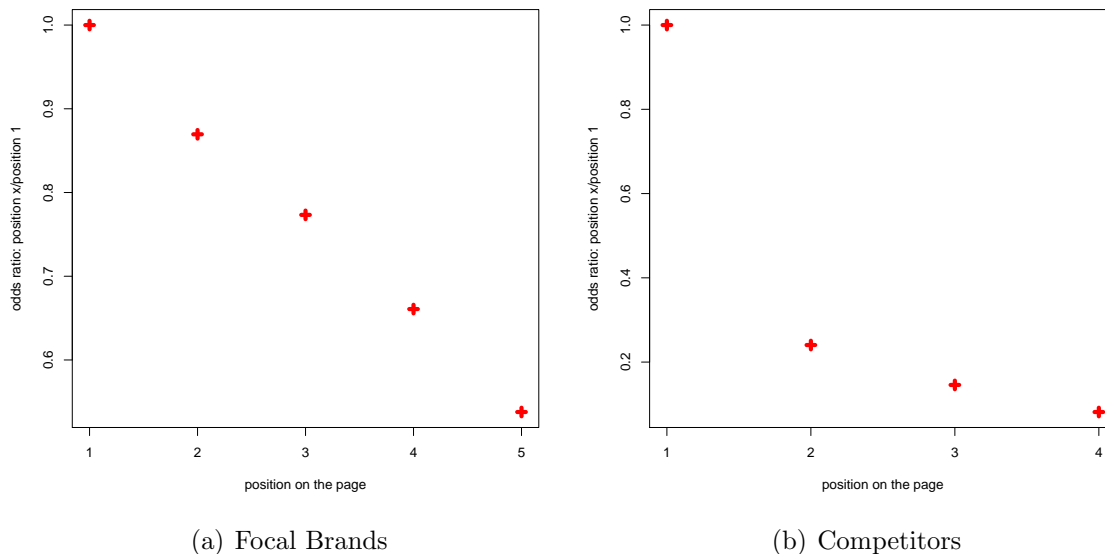 odds ratio: position x/position 1
1.0
0.9
0.8
0.7
0.6
1 2 3 4 5
position on the page
(a) Focal Brands
odds ratio: position x/position 1
1.0
0.8
0.6
0.4
0.2
1 2 3 4
position on the page
(b) Competitors